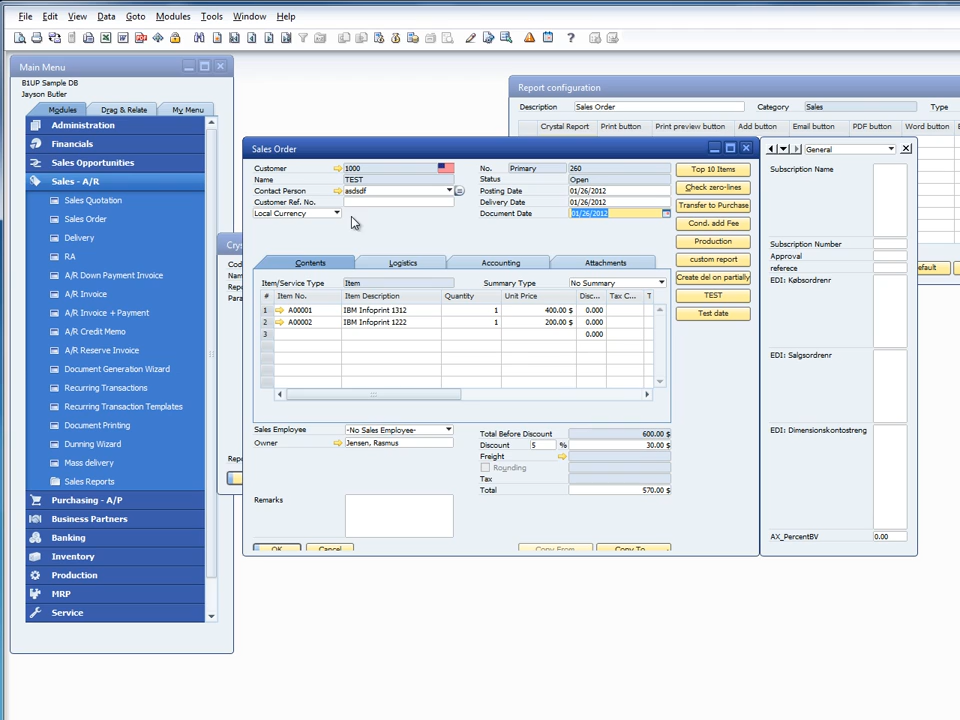 File Edit View Data Goto Modules Tools Window Help
Main Menu
B1UP Sample DB
Jayson Butler
Modules Drag & Relate My Menu
Administration
Financials
Sales Opportunities
Sales - A/R
Sales Quotation
Sales Order
Delivery
RA
A/R Down Payment Invoice
A/R Invoice
A/R Invoice + Payment
A/R Credit Memo
A/R Reserve Invoice
Document Generation Wizard
Recurring Transactions
Recurring Transaction Templates
Document Printing
Dunning Wizard
Mass delivery
Sales Reports
Purchasing - A/P
Business Partners
Banking
Inventory
Production
MRP
Service
Report configuration
Description Sales Order Category Sales Type
Crystal Report Print button Print preview button Add button Email button PDF button Word button
efault
Cry
Cod
Nam
Rep
Para
Repo
Sales Order
Customer 1000
Name TEST
Contact Person asdsdf
Customer Ref. No.
Local Currency
No. Primary 260
Status Open
Posting Date 01/26/2012
Delivery Date 01/26/2012
Document Date 01/26/2012
Contents Logistics Accounting Attachments
Item/Service Type Item Summary Type No Summary
# Item No. Item Description Quantity Unit Price Disc... Tax C... T
1 A00001 IBM Infoprint 1312 1 400.00 $ 0.000
2 A00002 IBM Infoprint 1222 1 200.00 $ 0.000
3 0.000
Sales Employee -No Sales Employee-
Owner Jensen, Rasmus
Total Before Discount 600.00 $
Discount 5 % 30.00 $
Freight
Rounding
Tax
Total 570.00 $
Remarks
OK Cancel Copy From Copy To
Top 10 Items
Check zero-lines
Transfer to Purchase
Cond. add Fee
Production
custom report
Create del on partially
TEST
Test date
General
Subscription Name
Subscription Number
Approval
referece
EDI: Købsordrenr
EDI: Salgsordrenr
EDI: Dimensionskontostreng
AX_PercentBV 0.00